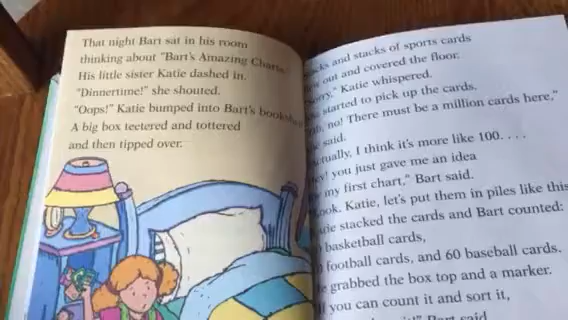 That night Bart sat in his room
thinking about "Bart's Amazing Charts."
His little sister Katie dashed in.
"Dinnertime!" she shouted.
"Oops!" Katie bumped into Bart's
A big box teetered and tottered
and then tipped over.
and stacks of sports cards
out and covered the floor.
Katie whispered.
started to pick up the cards.
no! There must be a million cards here,"
said.
I think it's more like 100. . . .
you just gave me an idea
my first chart," Bart said.
Katie, let's put them in piles like this
stacked the cards and Bart counted:
basketball cards,
football cards, and 60 baseball cards.
grabbed the box top and a marker.
you can count it and sort it,
Bart said